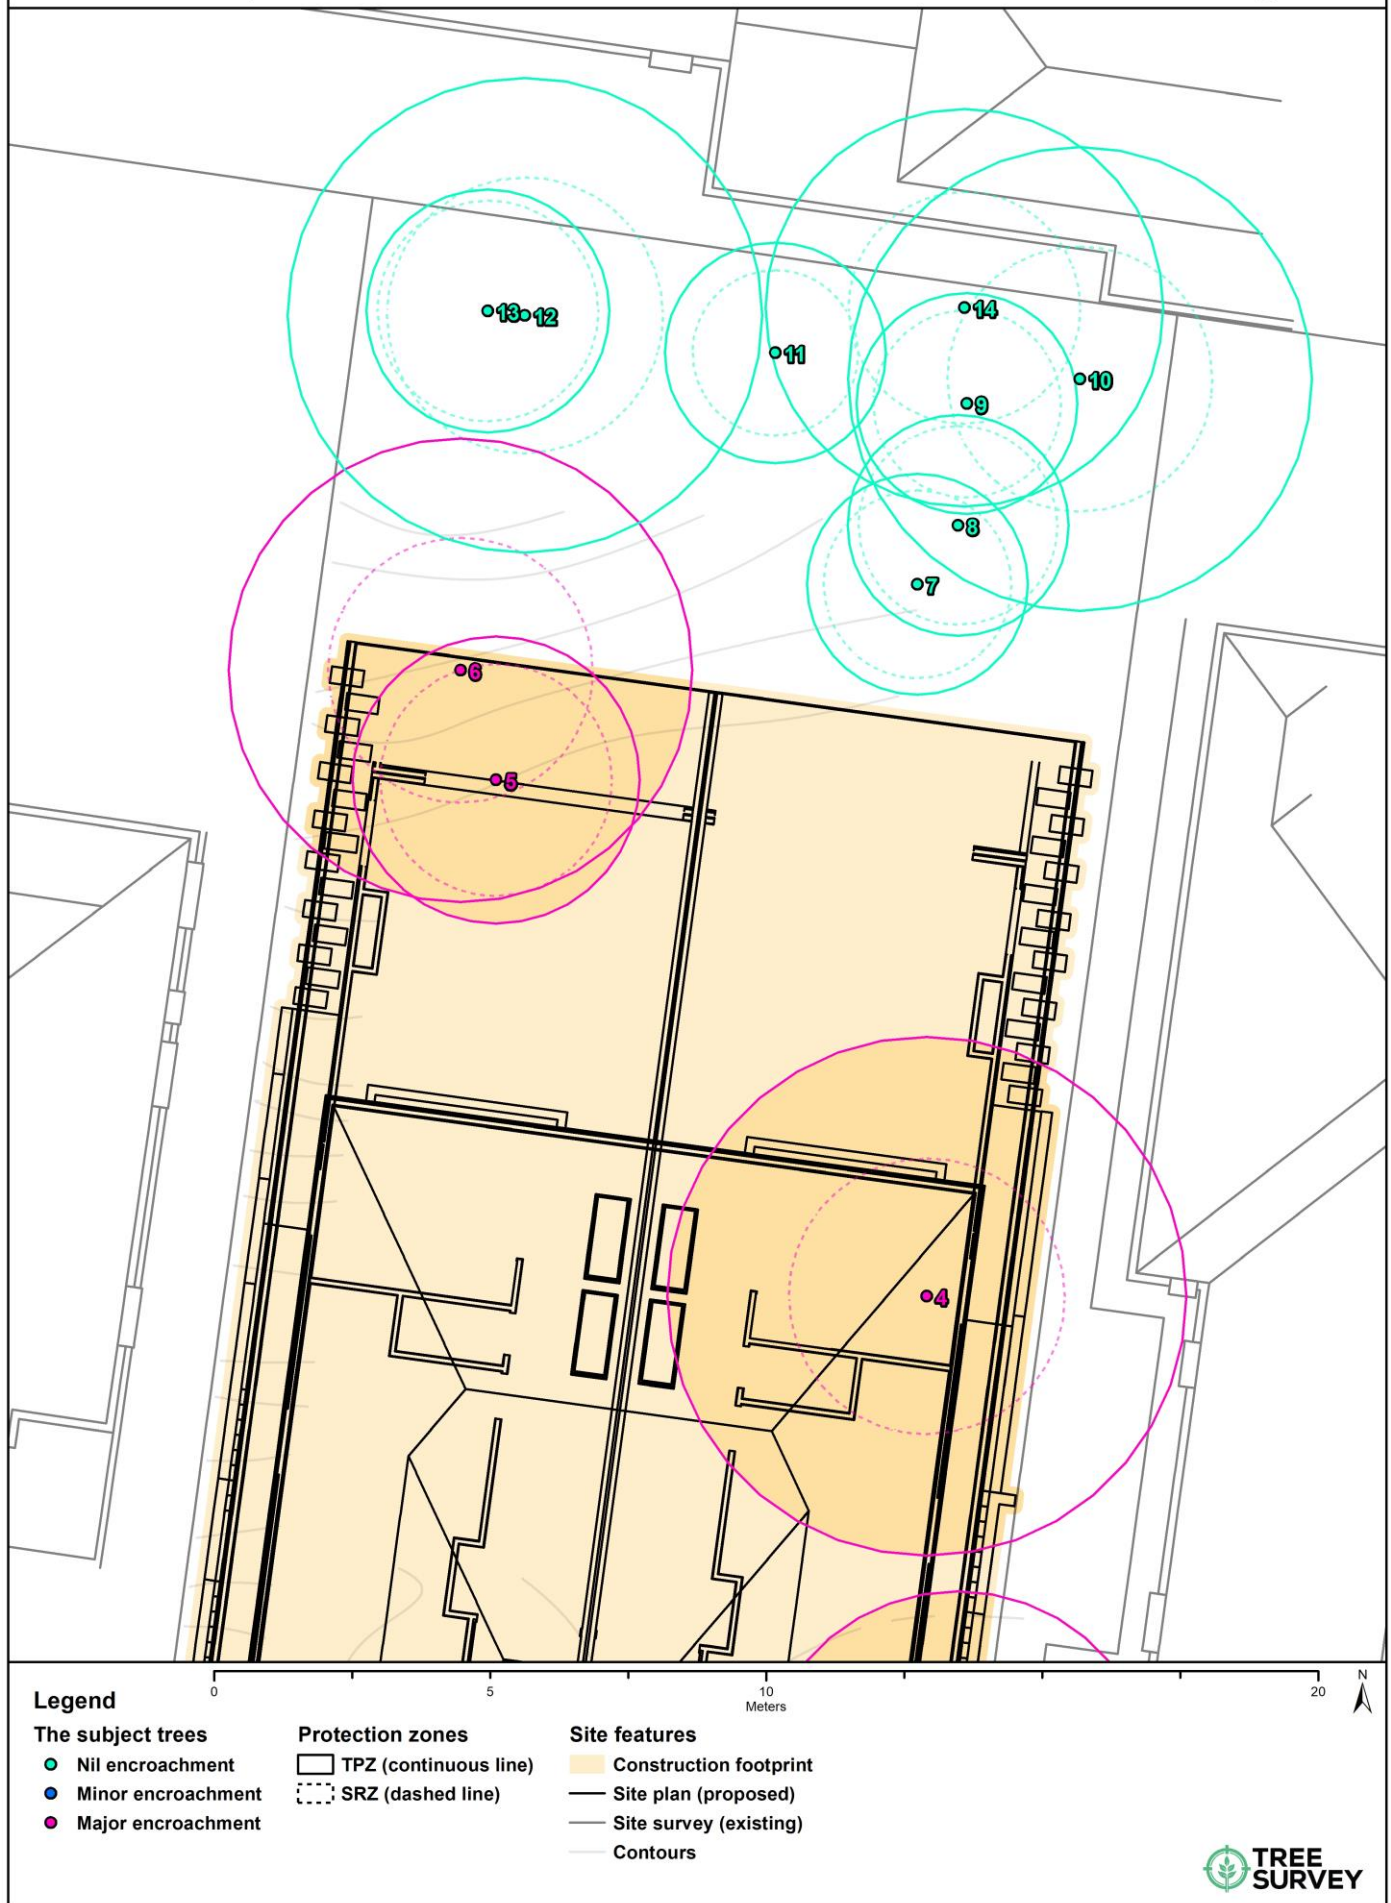 14
13
12
11
10
9
8
7
6
5
4
0
5
10
20
Meters
N
Legend
The subject trees
Nil encroachment
Minor encroachment
Major encroachment
Protection zones
TPZ (continuous line)
SRZ (dashed line)
Site features
Construction footprint
Site plan (proposed)
Site survey (existing)
Contours
TREE
SURVEY